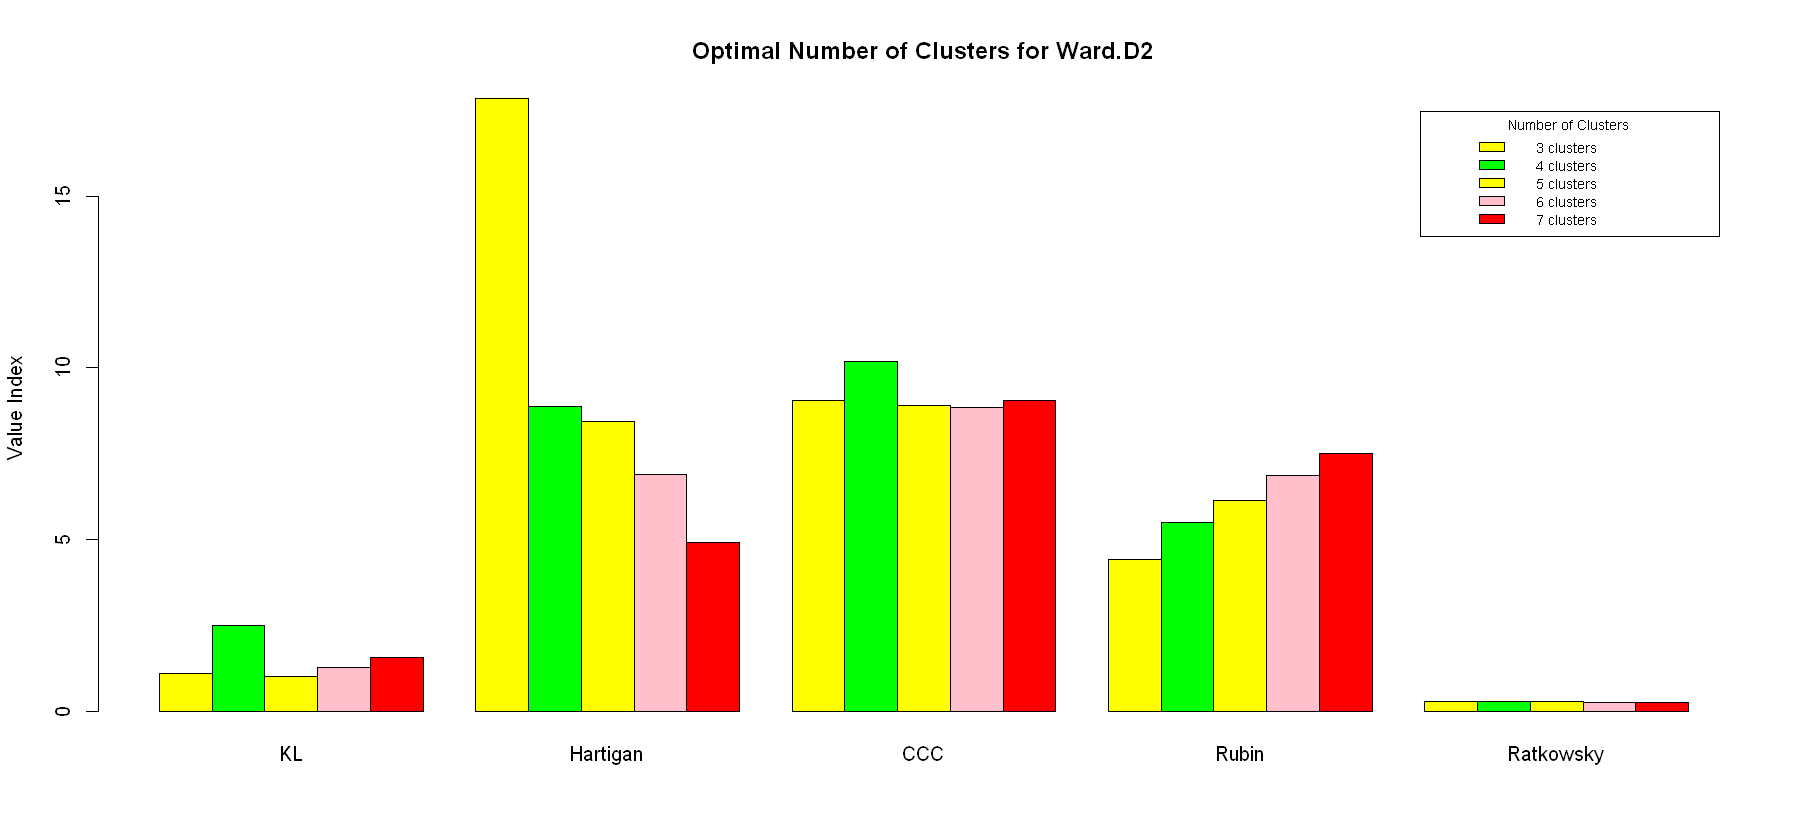 Optimal Number of Clusters for Ward.D2
Number of Clusters
3 clusters
4 clusters
5 clusters
6 clusters
7 clusters
Value Index
15
10
5
0
KL
Hartigan
CCC
Rubin
Ratkowsky